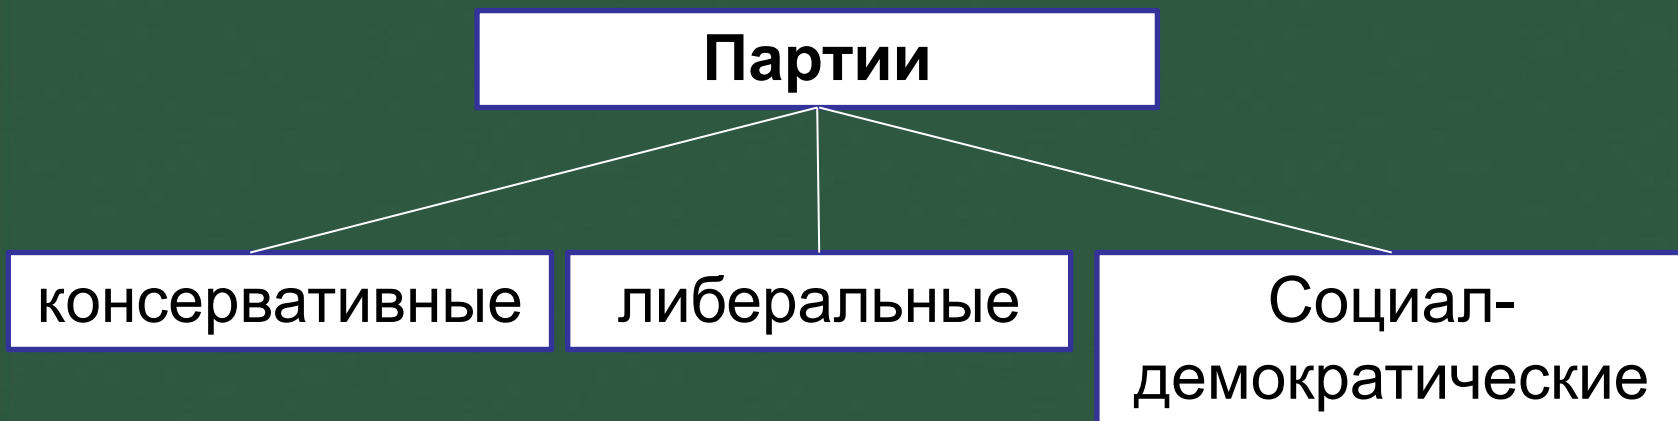 Партии
консервативные
либеральные
Социал-
демократические